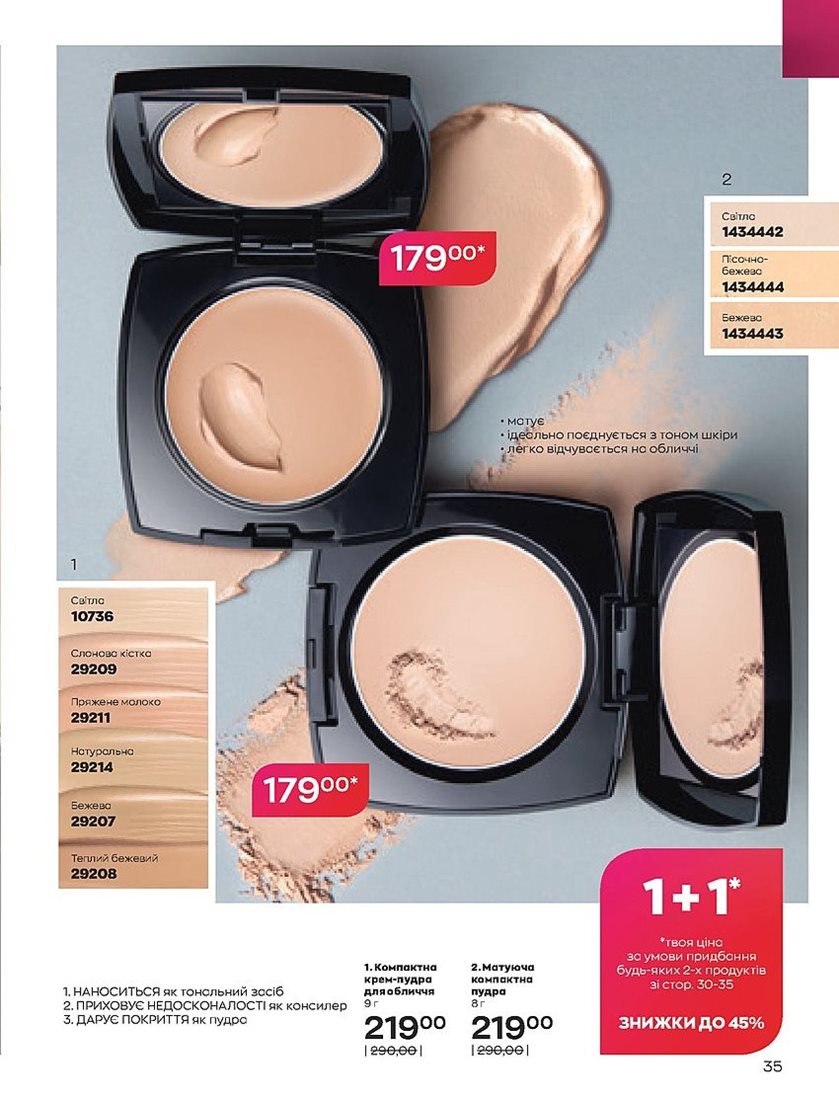 2
Світла
1434442
Пісочно-
бежева
1434444
Бежева
1434443
179⁰⁰*
• матує
• ідеально поєднується з тоном шкіри
• легко відчувається на обличчі
1
Світла
10736
Слонова кістка
29209
Пряжене молоко
29211
Натуральна
29214
Бежева
29207
Теплий бежевий
29208
179⁰⁰*
1+1*
*твоя ціна
за умови придбання
будь-яких 2-х продуктів
зі стор. 30-35
ЗНИЖКИ ДО 45%
1. НАНОСИТЬСЯ як тональний засіб
2. ПРИХОВУЄ НЕДОСКОНАЛОСТІ як консилер
3. ДАРУЄ ПОКРИТТЯ як пудра
1. Компактна
крем-пудра
для обличчя
9 г
219⁰⁰
| 290,00 |
2. Матуюча
компактна
пудра
8 г
219⁰⁰
| 290,00 |
35